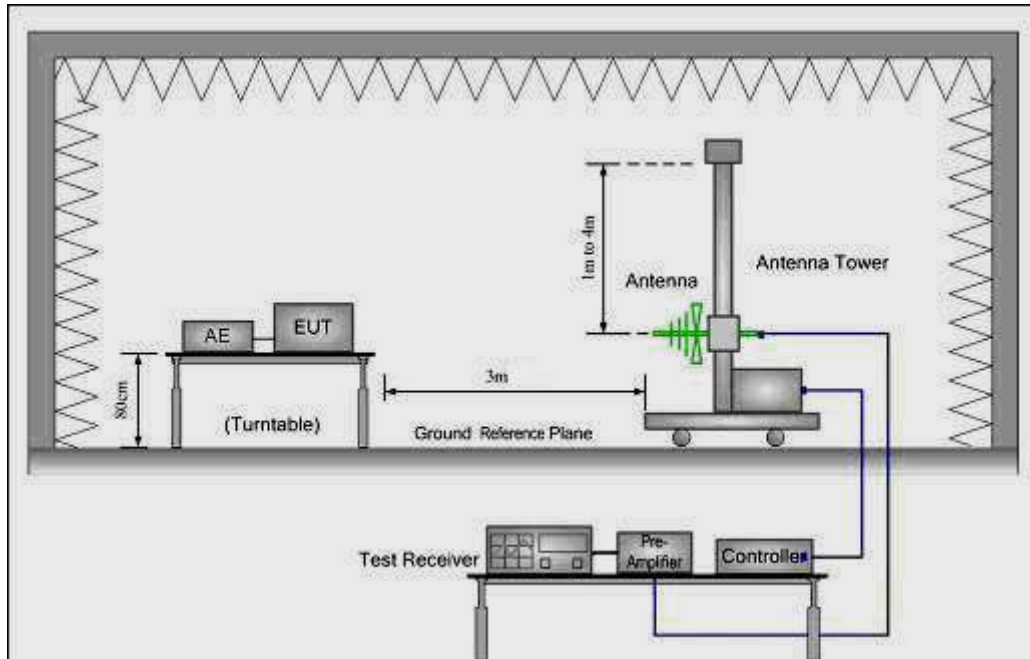 1m to 4m
Antenna
Antenna Tower
AE
EUT
80cm
3m
(Turntable)
Ground Reference Plane
Test Receiver
Pre-
Amplifier
Controller